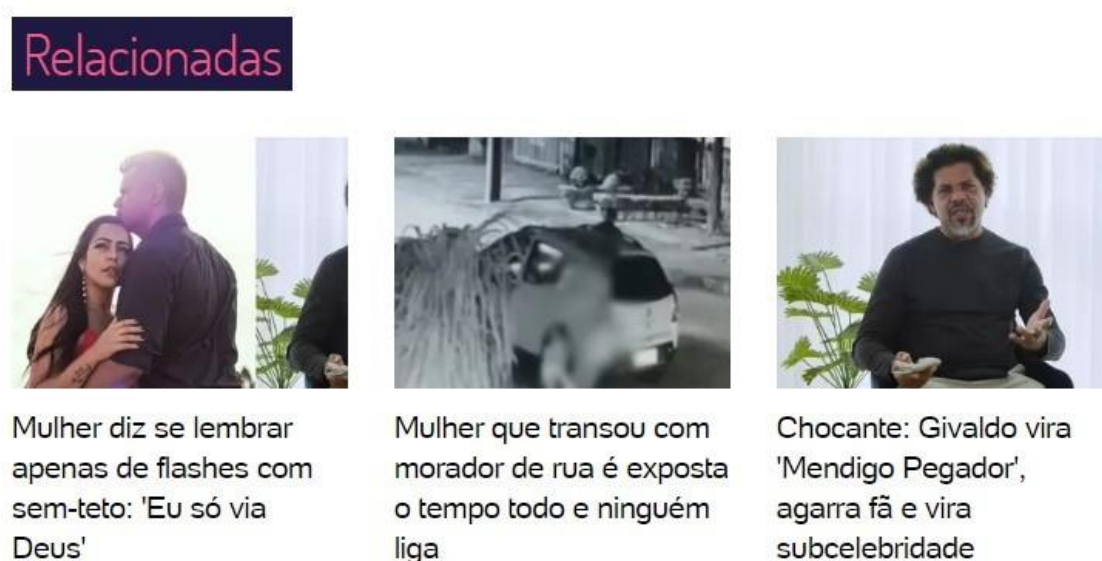 Relacionadas
Mulher diz se lembrar
apenas de flashes com
sem-teto: 'Eu só via
Deus'
Mulher que transou com
morador de rua é exposta
o tempo todo e ninguém
liga
Chocante: Givaldo vira
'Mendigo Pegador',
agarra fã e vira
subcelebridade